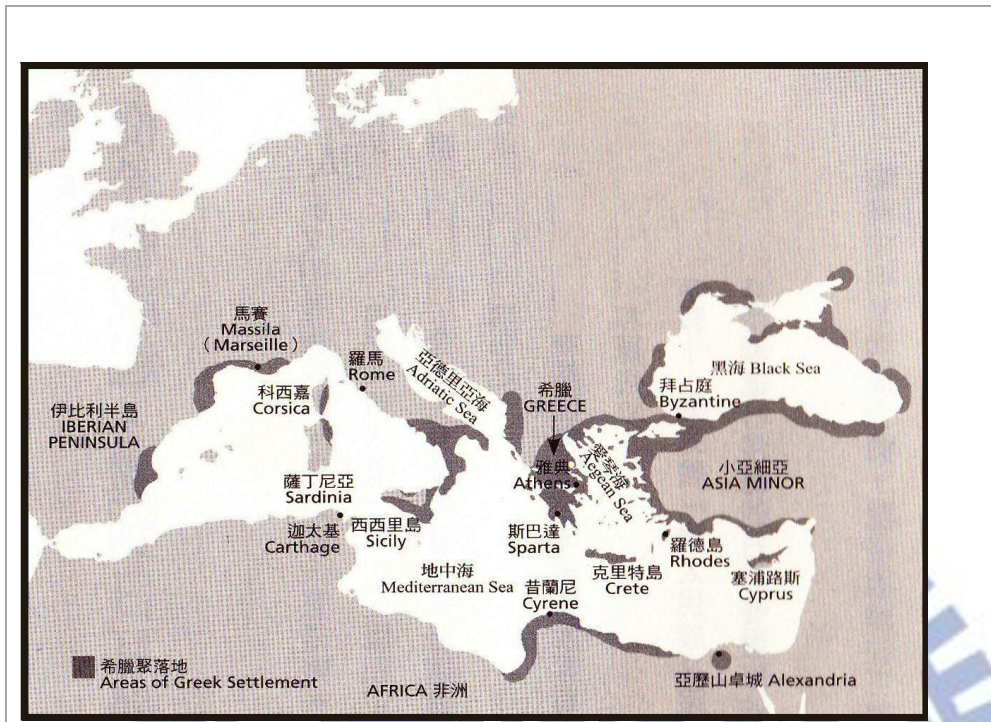 馬賽
Massila
（Marseille）
羅馬
Rome
亞德里亞海
Adriatic Sea
科西嘉
Corsica
伊比利半島
IBERIAN
PENINSULA
希臘
GREECE
黑海 Black Sea
拜占庭
Byzantine
雅典
Athens
愛琴海
Aegean Sea
小亞細亞
ASIA MINOR
薩丁尼亞
Sardinia
迦太基
Carthage
西西里島
Sicily
斯巴達
Sparta
羅德島
Rhodes
地中海
Mediterranean Sea
昔蘭尼
Cyrene
克里特島
Crete
塞浦路斯
Cyprus
希臘聚落地
Areas of Greek Settlement
AFRICA 非洲
亞歷山卓城 Alexandria